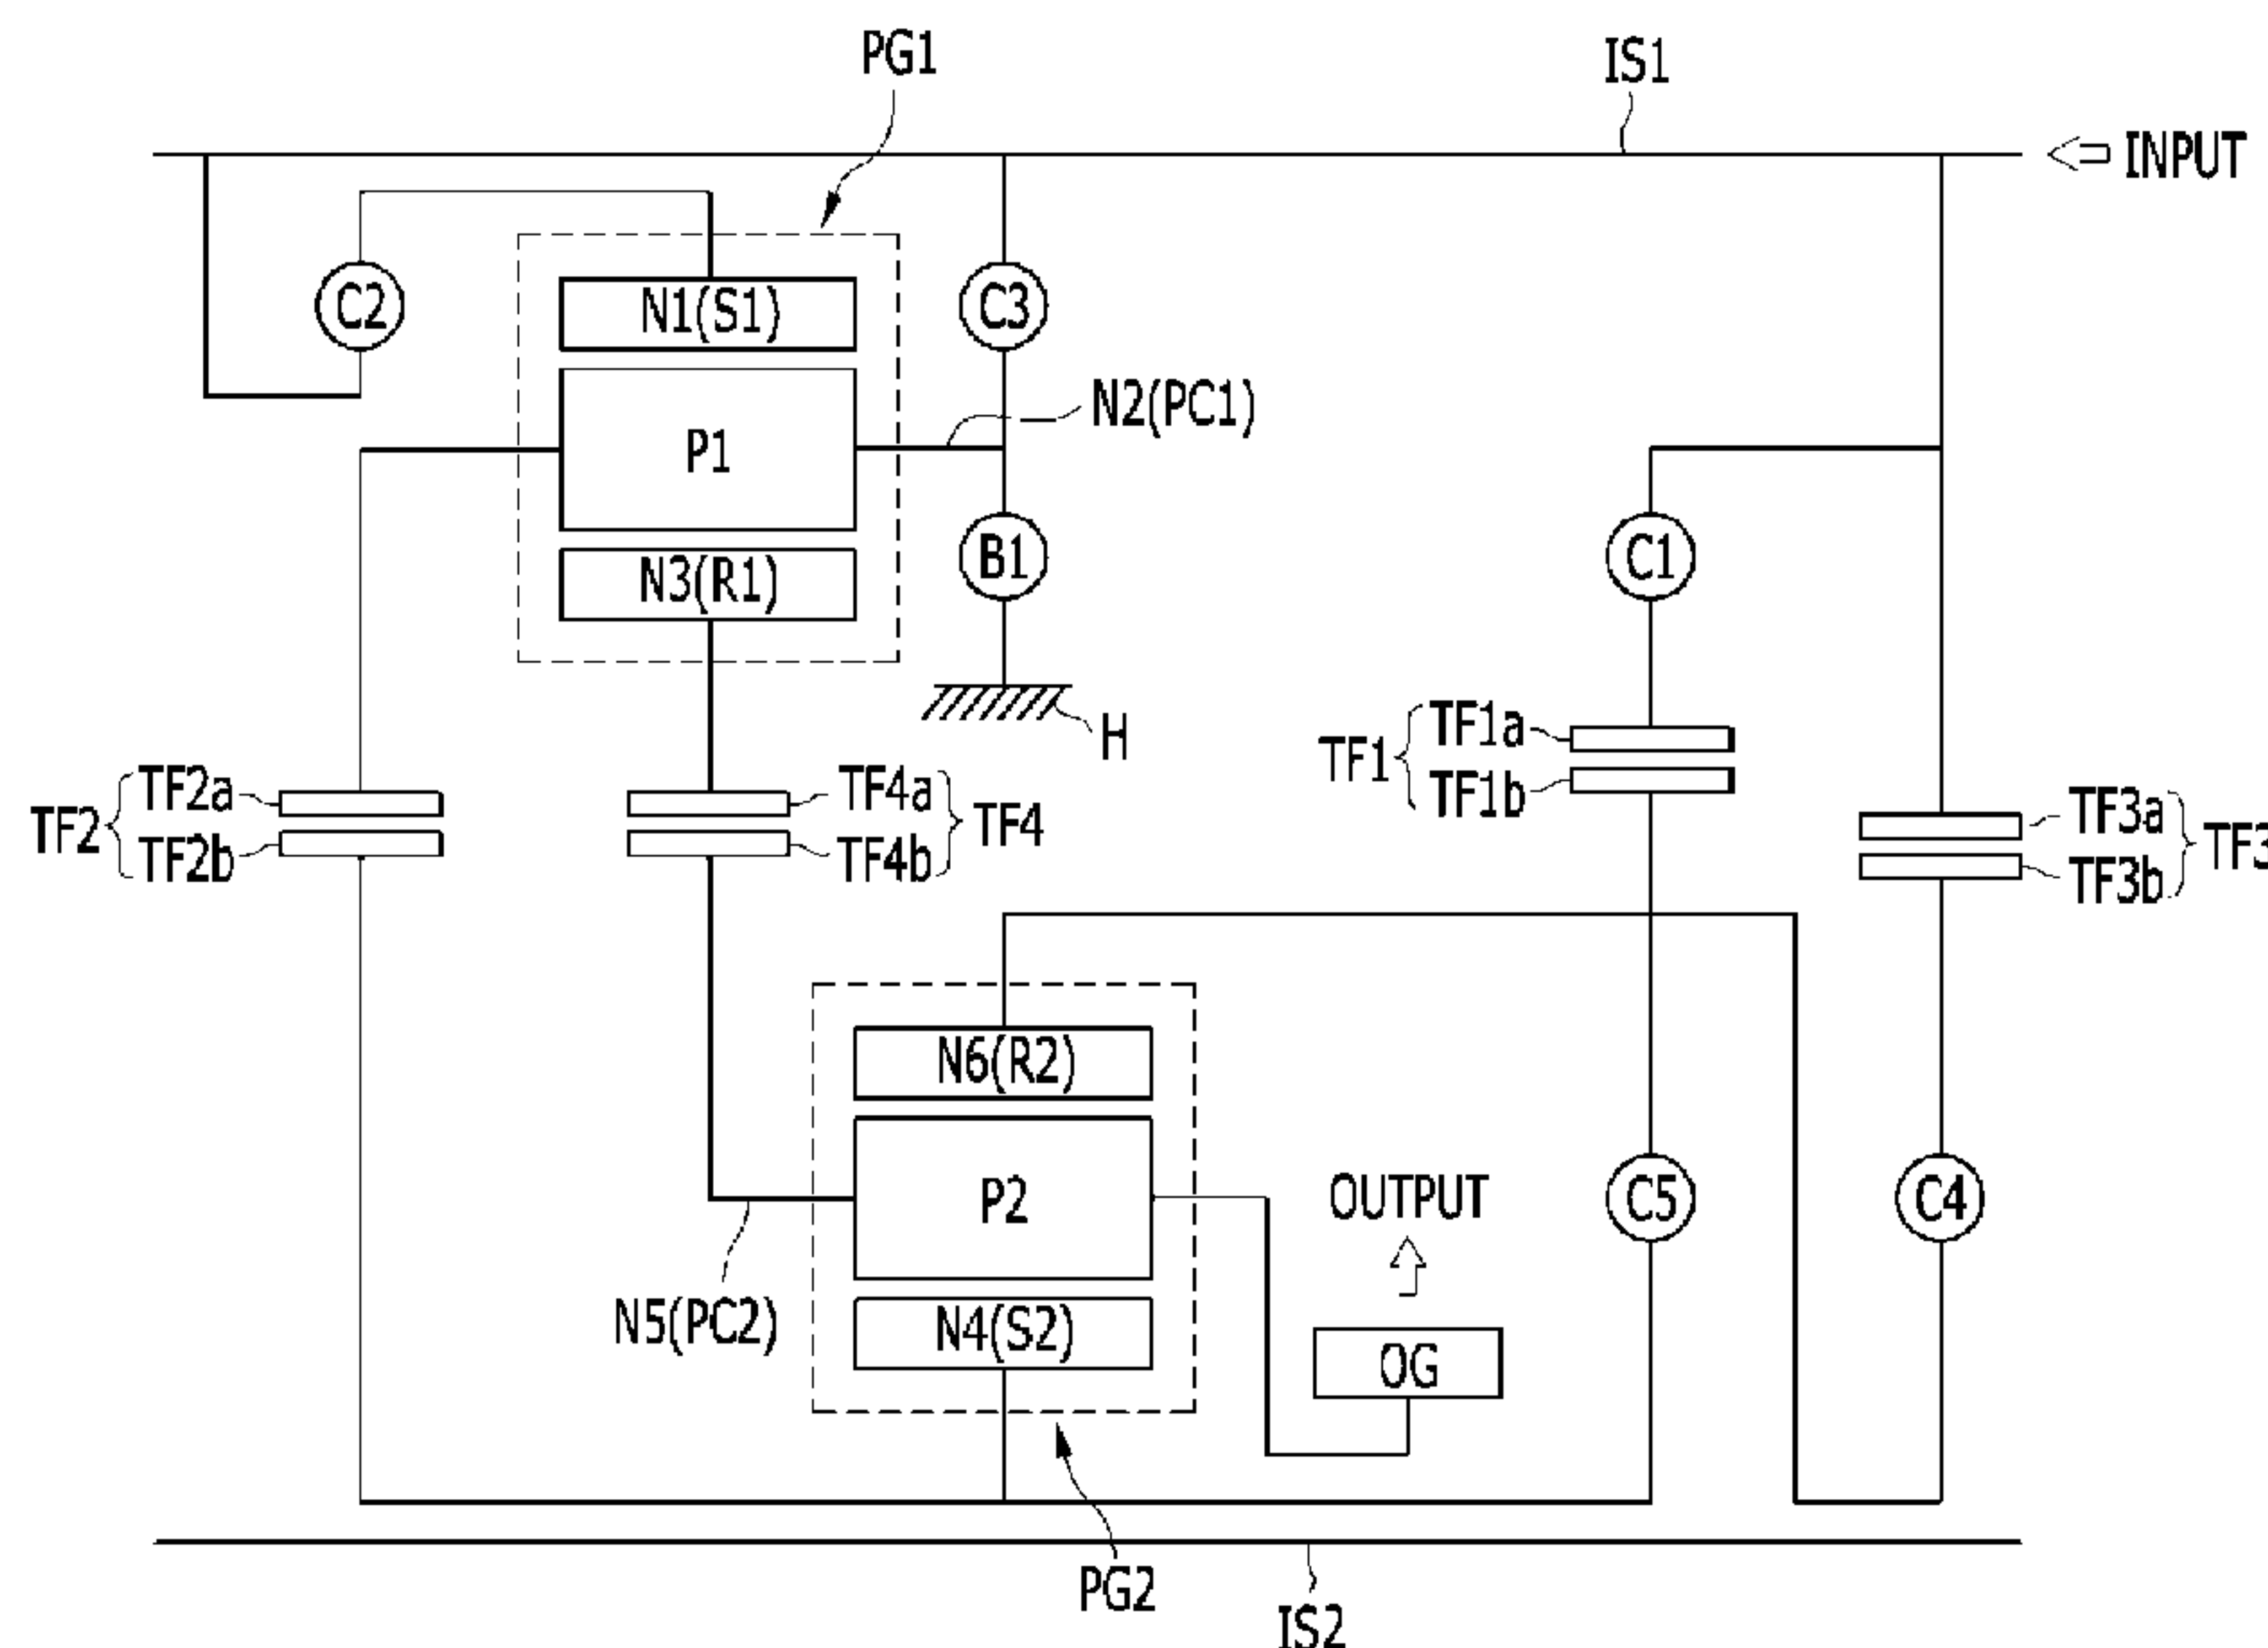 PG1
IS1
INPUT
C2
N1(S1)
C3
N2(PC1)
P1
B1
C1
N3(R1)
H
TF1
TF1a
TF1b
TF2
TF2a
TF2b
TF4a
TF4b
TF4
TF3a
TF3b
TF3
N6(R2)
P2
OUTPUT
C5
C4
N5(PC2)
N4(S2)
OG
PG2
IS2